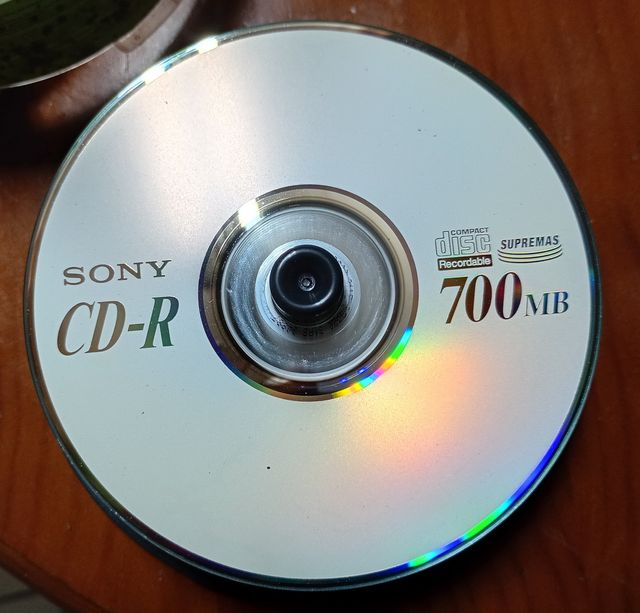 SONY
CD-R
COMPACT
disc
Recordable
SUPREMAS
700MB